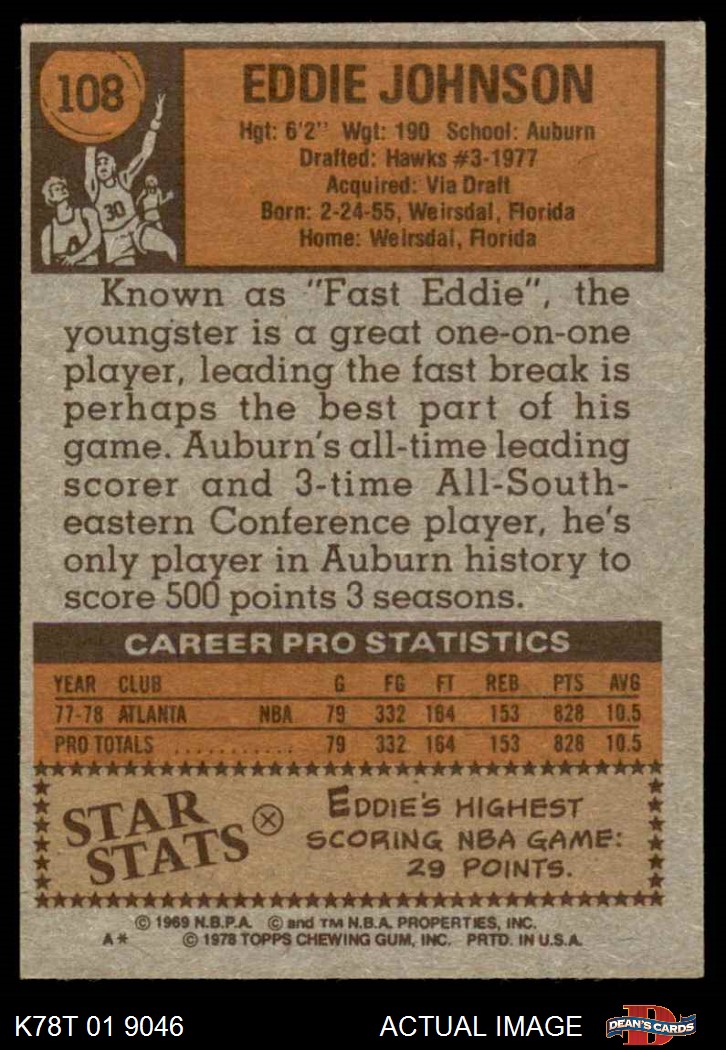 108
EDDIE JOHNSON
Hgt: 6'2" Wgt: 190 School: Auburn
Drafted: Hawks #3-1977
Acquired: Via Draft
Born: 2-24-55, Weirsdal, Florida
Home: Weirsdal, Florida
30
Known as "Fast Eddie", the
youngster is a great one-on-one
player, leading the fast break is
perhaps the best part of his
game. Auburn's all-time leading
scorer and 3-time All-South-
eastern Conference player, he's
only player in Auburn history to
score 500 points 3 seasons.
CAREER PRO STATISTICS
YEAR CLUB G FG FT REB PTS AVG
77-78 ATLANTA NBA 79 332 164 153 828 10.5
PRO TOTALS ........... 79 332 164 153 828 10.5
STAR STATS
EDDIE'S HIGHEST
SCORING NBA GAME:
29 POINTS.
© 1969 N.B.P.A. © and TM N.B.A. PROPERTIES, INC.
A* © 1978 TOPPS CHEWING GUM, INC. PRTD. IN U.S.A.
K78T 01 9046 ACTUAL IMAGE DEAN'S CARDS